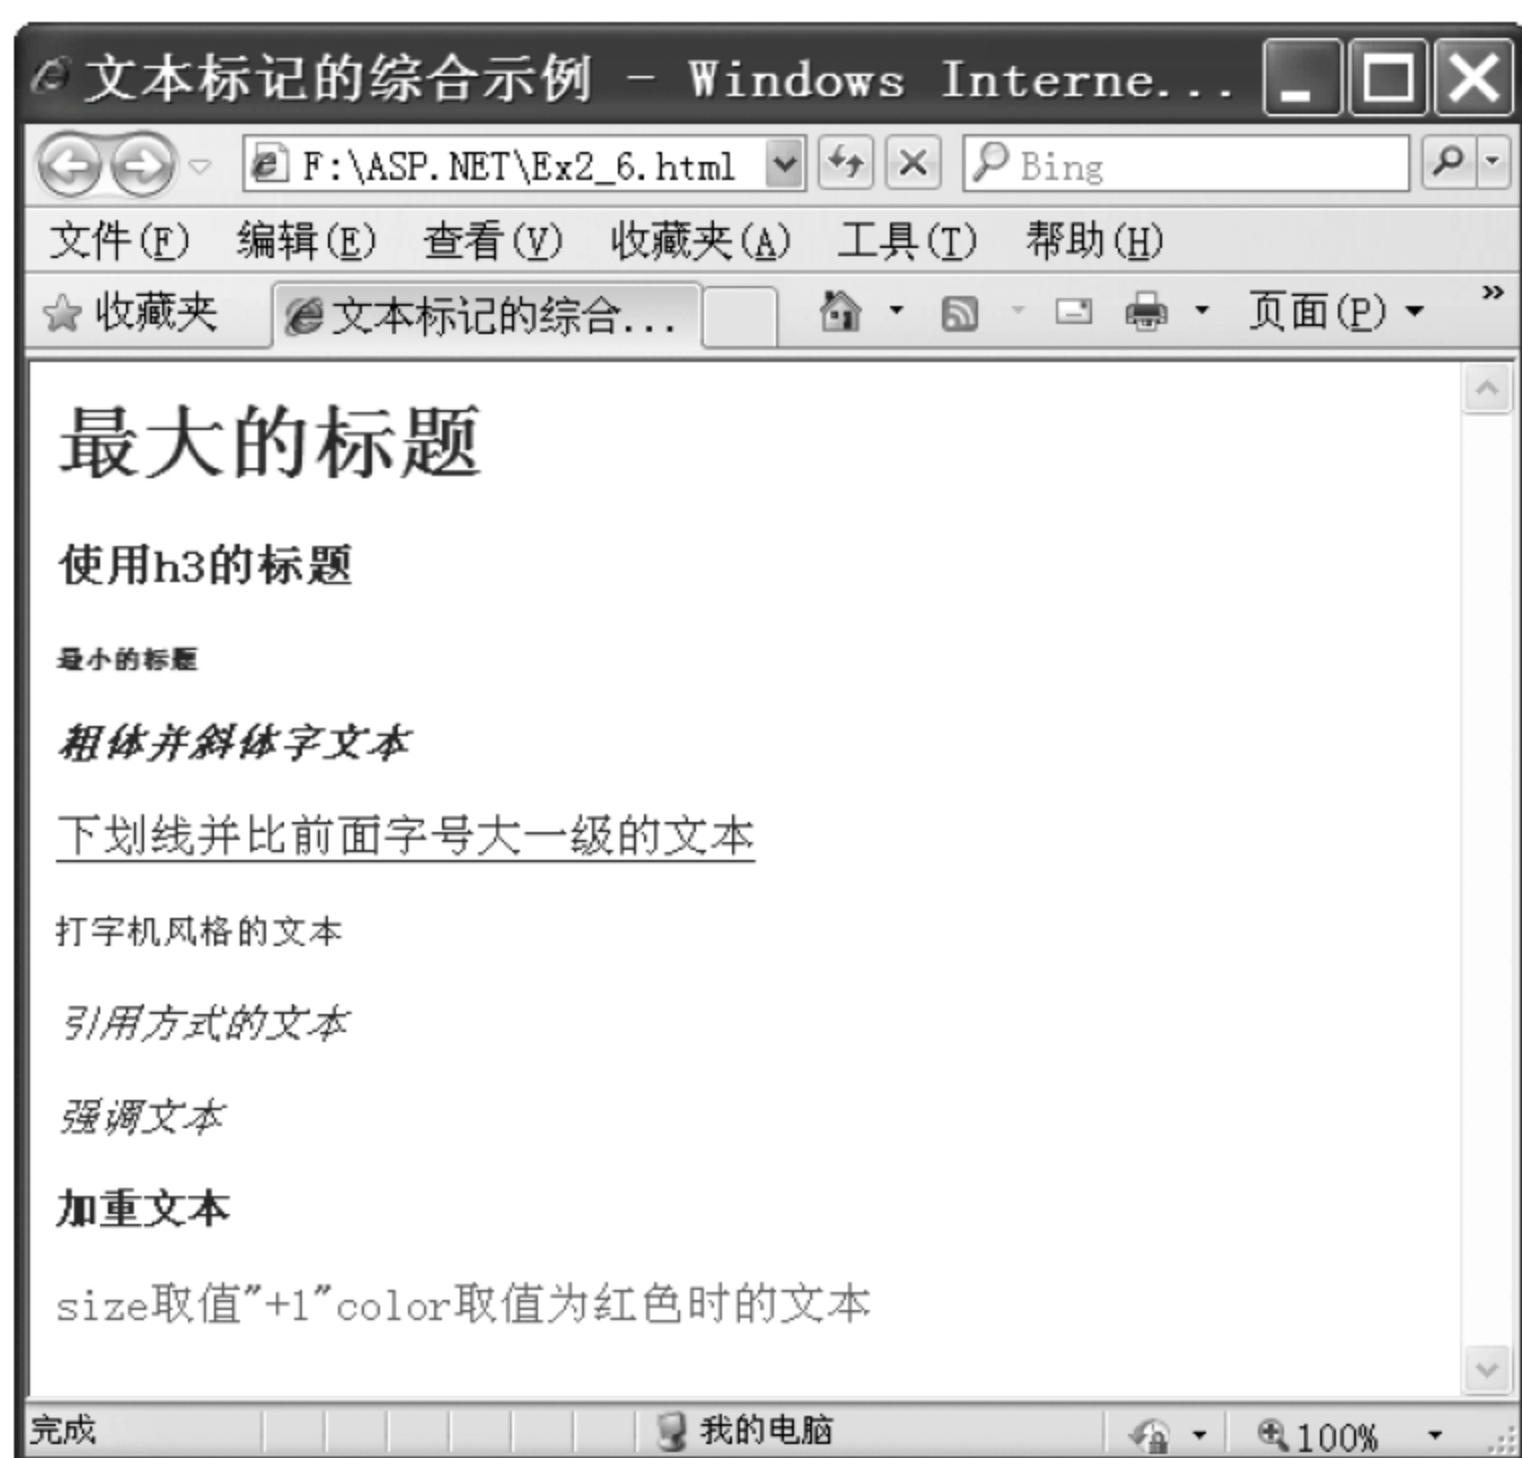 文本标记的综合示例 - Windows Interne...
F:\ASP.NET\Ex2_6.html Bing
文件(F) 编辑(E) 查看(V) 收藏夹(A) 工具(T) 帮助(H)
收藏夹 文本标记的综合... 页面(P) »
最大的标题
使用h3的标题
最小的标题
粗体并斜体字文本
下划线并比前面字号大一级的文本
打字机风格的文本
引用方式的文本
强调文本
加重文本
size取值"+1"color取值为红色时的文本
完成 我的电脑 100%